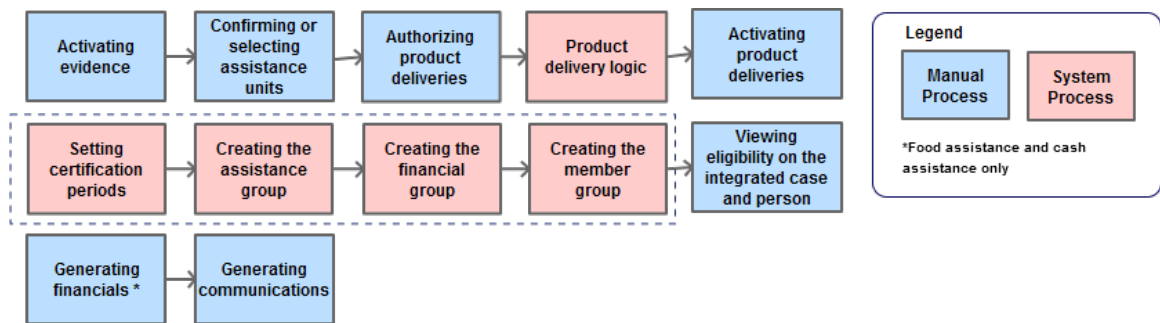 Activating
evidence
Confirming or
selecting
assistance
units
Authorizing
product
deliveries
Product
delivery logic
Activating
product
deliveries
Legend
Manual
Process
System
Process
*Food assistance and cash
assistance only
Setting
certification
periods
Creating the
assistance
group
Creating the
financial
group
Creating the
member
group
Viewing
eligibility on the
integrated case
and person
Generating
financials *
Generating
communications